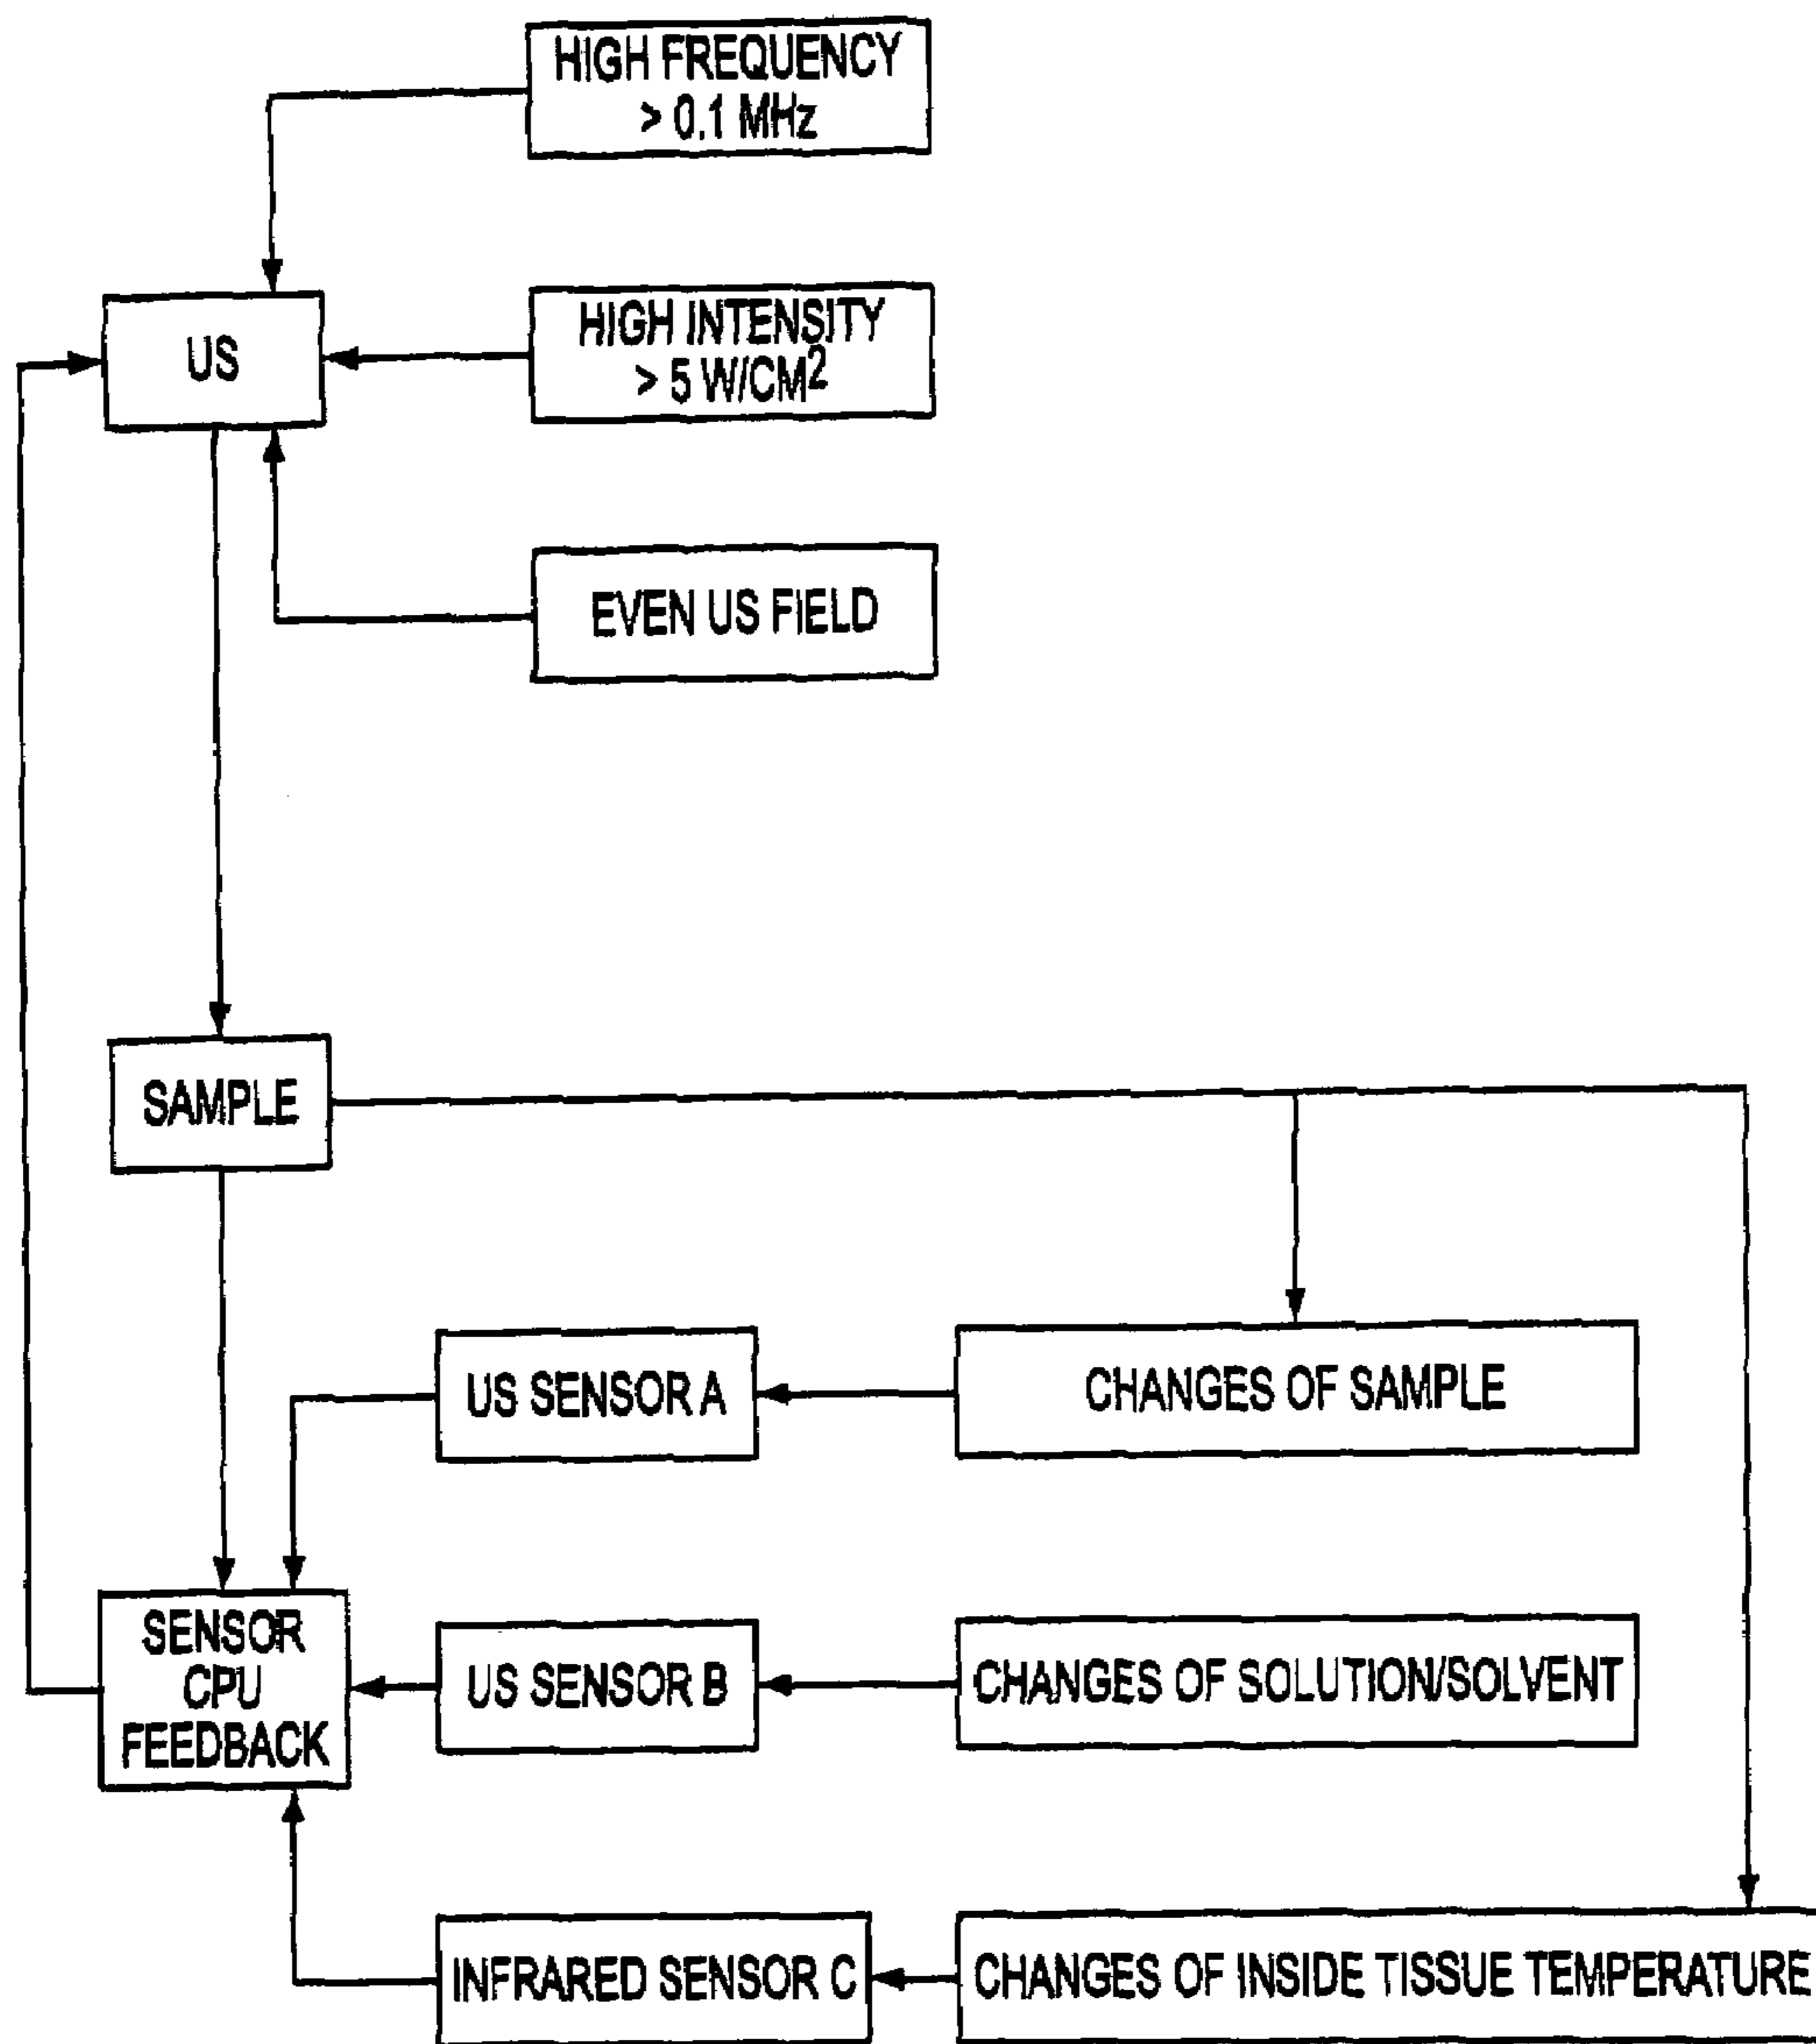 HIGH FREQUENCY
> 0.1 MHz
US
HIGH INTENSITY
> 5 W/CM²
EVEN US FIELD
SAMPLE
US SENSOR A
CHANGES OF SAMPLE
SENSOR
CPU
FEEDBACK
US SENSOR B
CHANGES OF SOLUTION/SOLVENT
INFRARED SENSOR C
CHANGES OF INSIDE TISSUE TEMPERATURE